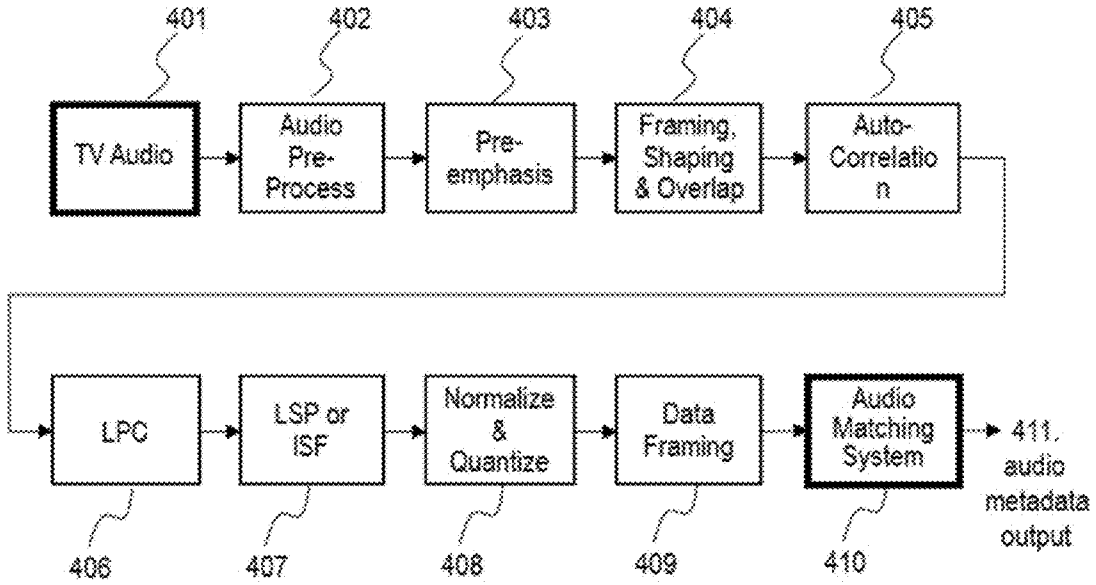 401
402
403
404
405
TV Audio
Audio
Pre-
Process
Pre-
emphasis
Framing,
Shaping
& Overlap
Auto-
Correlatio
n
LPC
LSP or
ISF
Normalize
&
Quantize
Data
Framing
Audio
Matching
System
411.
audio
metadata
output
406
407
408
409
410